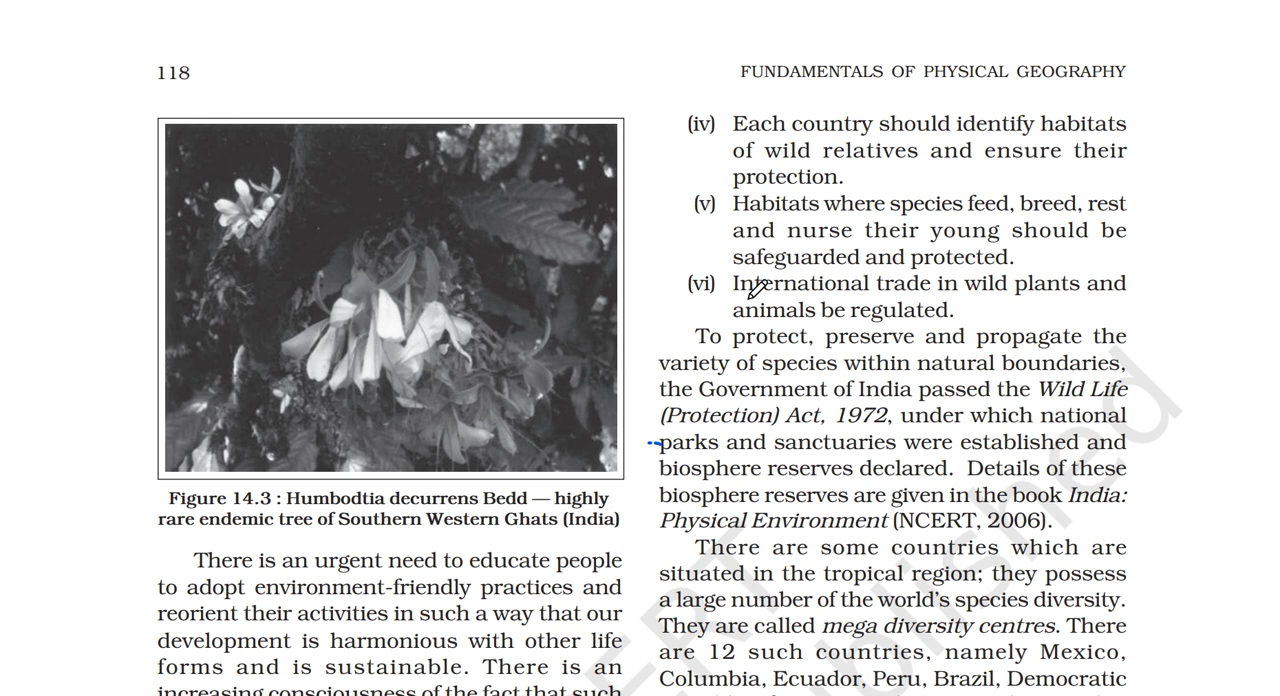 118
FUNDAMENTALS OF PHYSICAL GEOGRAPHY
Figure 14.3 : Humbodtia decurrens Bedd — highly
rare endemic tree of Southern Western Ghats (India)
There is an urgent need to educate people
to adopt environment-friendly practices and
reorient their activities in such a way that our
development is harmonious with other life
forms and is sustainable. There is an
increasing consciousness of the fact that such
(iv) Each country should identify habitats
of wild relatives and ensure their
protection.
(v) Habitats where species feed, breed, rest
and nurse their young should be
safeguarded and protected.
(vi) International trade in wild plants and
animals be regulated.
To protect, preserve and propagate the
variety of species within natural boundaries,
the Government of India passed the Wild Life
(Protection) Act, 1972, under which national
parks and sanctuaries were established and
biosphere reserves declared. Details of these
biosphere reserves are given in the book India:
Physical Environment (NCERT, 2006).
There are some countries which are
situated in the tropical region; they possess
a large number of the world's species diversity.
They are called mega diversity centres. There
are 12 such countries, namely Mexico,
Columbia, Ecuador, Peru, Brazil, Democratic